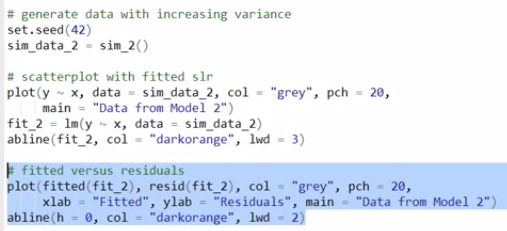 # generate data with increasing variance
set.seed(42)
sim_data_2 = sim_2()
# scatterplot with fitted slr
plot(y ~ x, data = sim_data_2, col = "grey", pch = 20,
main = "Data from Model 2")
fit_2 = lm(y ~ x, data = sim_data_2)
abline(fit_2, col = "darkorange", lwd = 3)
# fitted versus residuals
plot(fitted(fit_2), resid(fit_2), col = "grey", pch = 20,
xlab = "Fitted", ylab = "Residuals", main = "Data from Model 2")
abline(h = 0, col = "darkorange", lwd = 2)